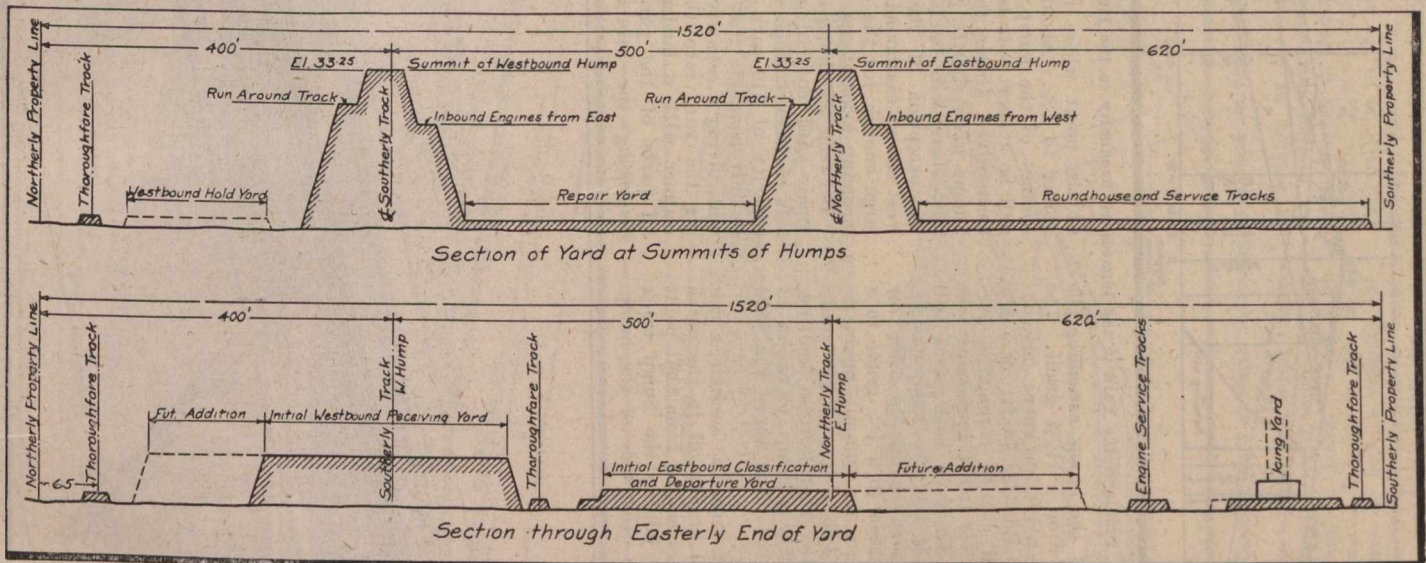 1520'
400'
500'
620'
Northerly Property Line
Thoroughfare Track
El. 33.25
Summit of Westbound Hump
El 33.25
Summit of Eastbound Hump
Run Around Track
Inbound Engines from East
Run Around Track
Inbound Engines from West
℄ Southerly Track
℄ Northerly Track
Southerly Property Line
Westbound Hold Yard
Repair Yard
Roundhouse and Service Tracks
Section of Yard at Summits of Humps
1520'
400'
500'
620'
Northerly Property Line
Thoroughfare Track
65
Fut. Addition
Initial Westbound Receiving Yard
Southerly Track
W. Hump
Thoroughfare Track
Initial Eastbound Classification
and Departure Yard
Northerly Track
E. Hump
Future Addition
Engine Service Tracks
Icing Yard
Thoroughfare Track
Southerly Property Line
Section through Easterly End of Yard